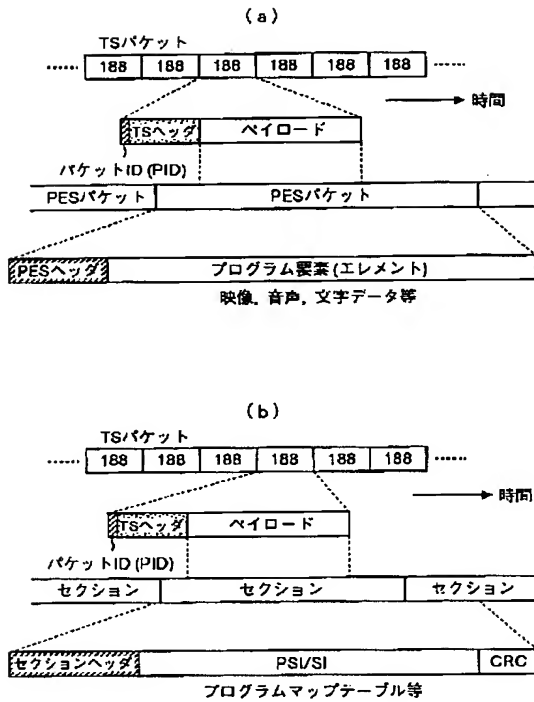 (a)
TSパケット
…… 188 188 188 188 188 188 ……
時間
TSヘッダ ペイロード
パケットID (PID)
PESパケット PESパケット
PESヘッダ プログラム要素(エレメント)
映像, 音声, 文字データ等
(b)
TSパケット
…… 188 188 188 188 188 188 ……
時間
TSヘッダ ペイロード
パケットID (PID)
セクション セクション セクション
セクションヘッダ PSI/SI CRC
プログラムマップテーブル等